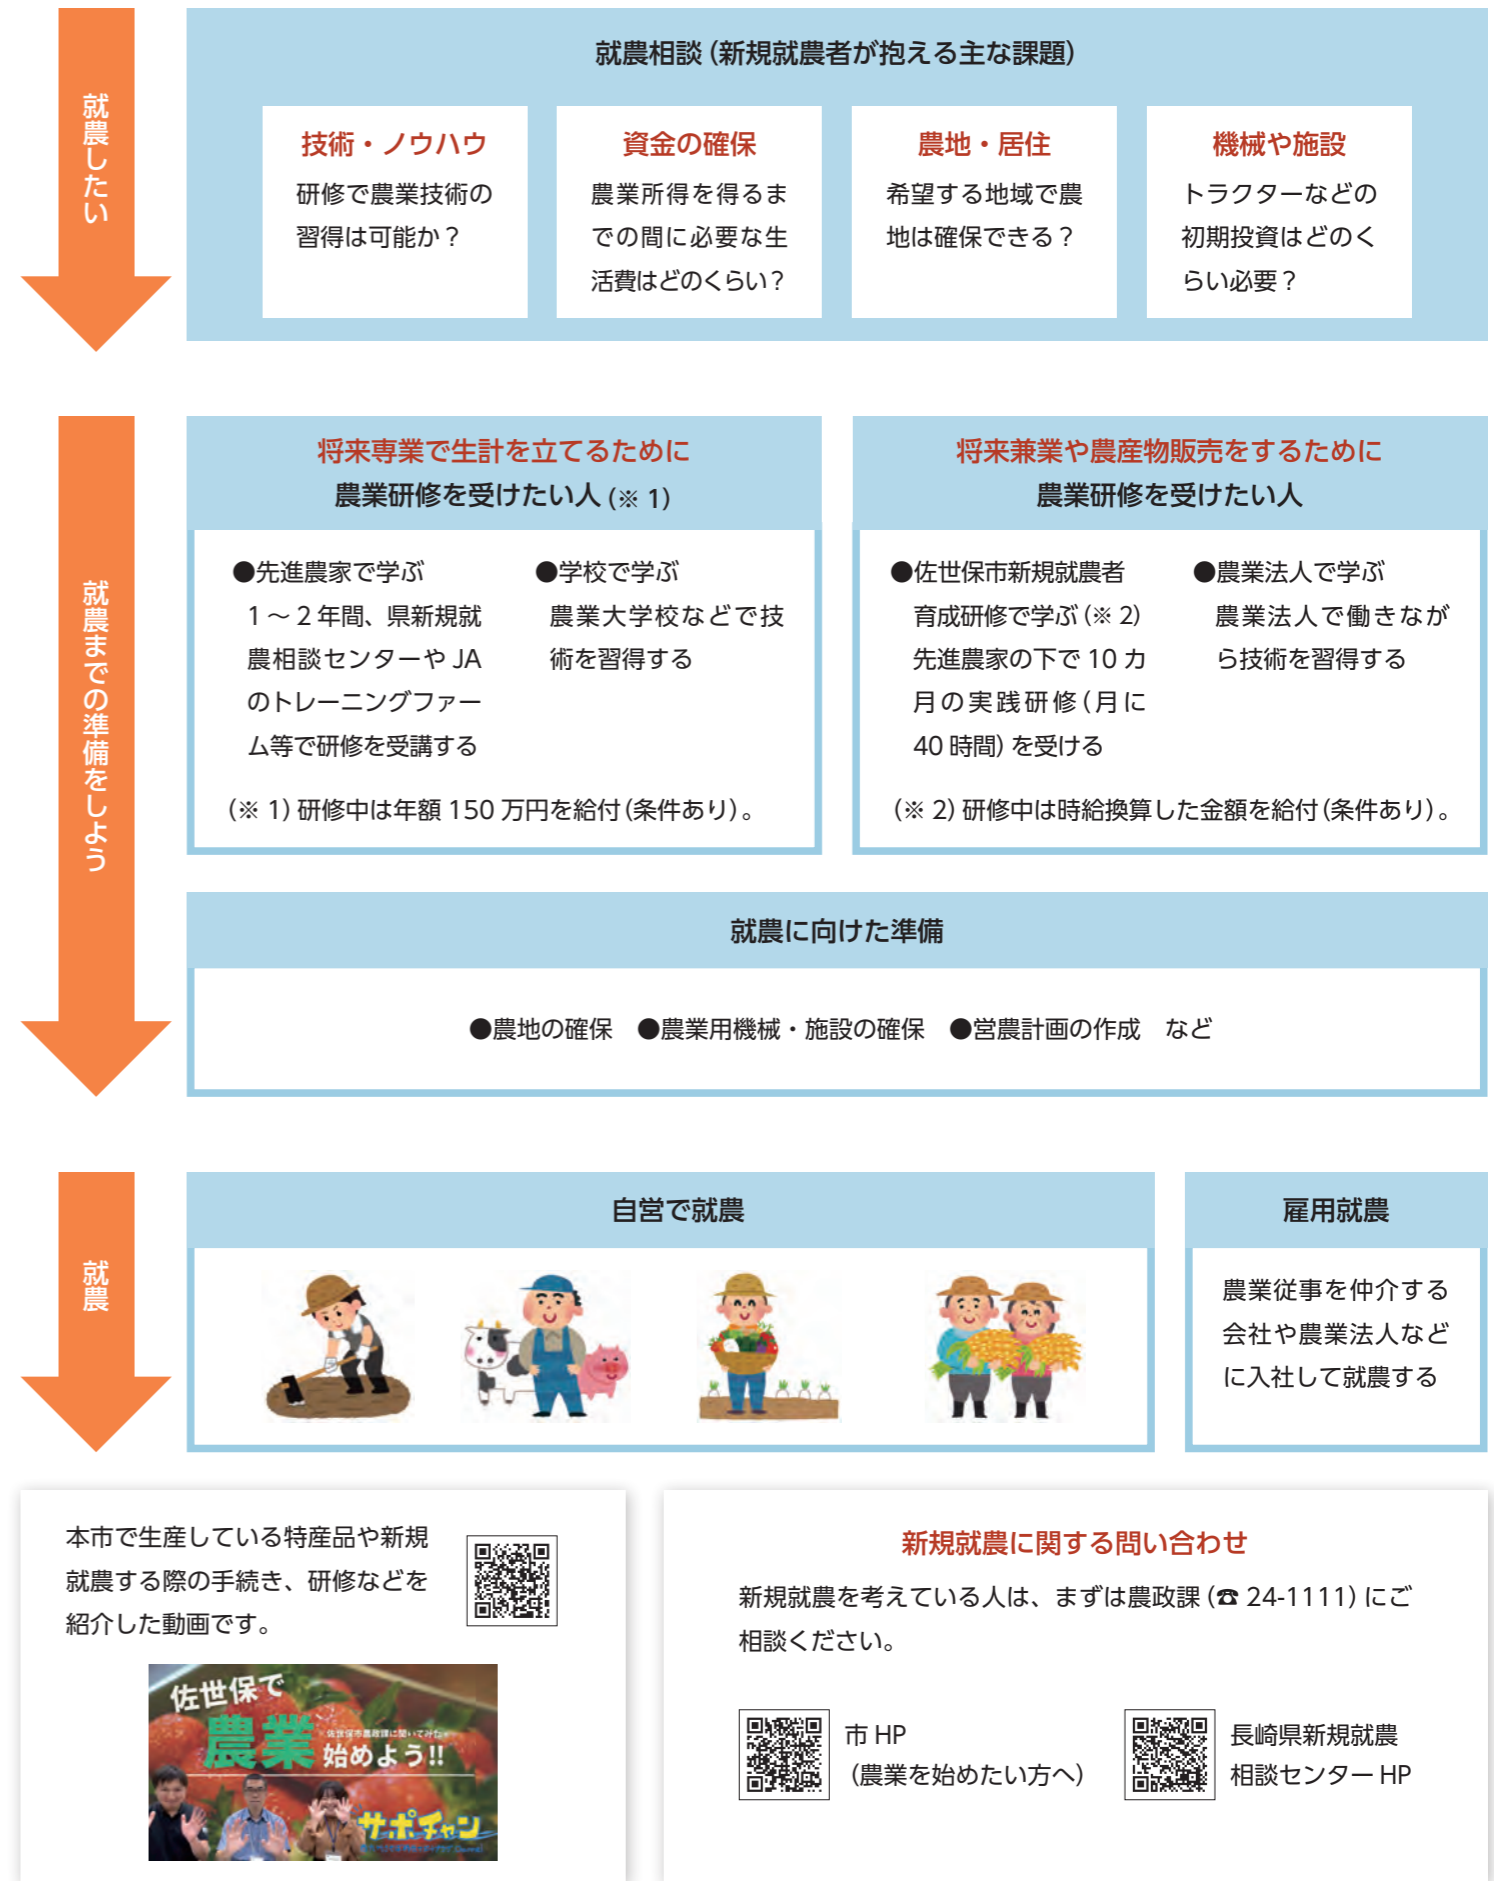 就農したい
就農相談（新規就農者が抱える主な課題）
技術・ノウハウ
研修で農業技術の
習得は可能か？
資金の確保
農業所得を得るま
での間に必要な生
活費はどのくらい？
農地・居住
希望する地域で農
地は確保できる？
機械や施設
トラクターなどの
初期投資はどのく
らい必要？
就農までの準備をしよう
将来専業で生計を立てるために
農業研修を受けたい人（※ 1）
●先進農家で学ぶ
1 ～ 2 年間、県新規就
農相談センターや JA
のトレーニングファー
ム等で研修を受講する
●学校で学ぶ
農業大学校などで技
術を習得する
（※ 1）研修中は年額 150 万円を給付（条件あり）。
将来兼業や農産物販売をするために
農業研修を受けたい人
●佐世保市新規就農者
育成研修で学ぶ（※ 2）
先進農家の下で 10 カ
月の実践研修（月に
40 時間）を受ける
●農業法人で学ぶ
農業法人で働きなが
ら技術を習得する
（※ 2）研修中は時給換算した金額を給付（条件あり）。
就農に向けた準備
●農地の確保　●農業用機械・施設の確保　●営農計画の作成　など
就農
自営で就農
雇用就農
農業従事を仲介する
会社や農業法人など
に入社して就農する
本市で生産している特産品や新規
就農する際の手続き、研修などを
紹介した動画です。
佐世保で
佐世保市農政課に聞いてみた
農業
始めよう!!
サポチャン
新規就農に関する問い合わせ
新規就農を考えている人は、まずは農政課（☎ 24-1111）にご
相談ください。
市 HP
（農業を始めたい方へ）
長崎県新規就農
相談センター HP